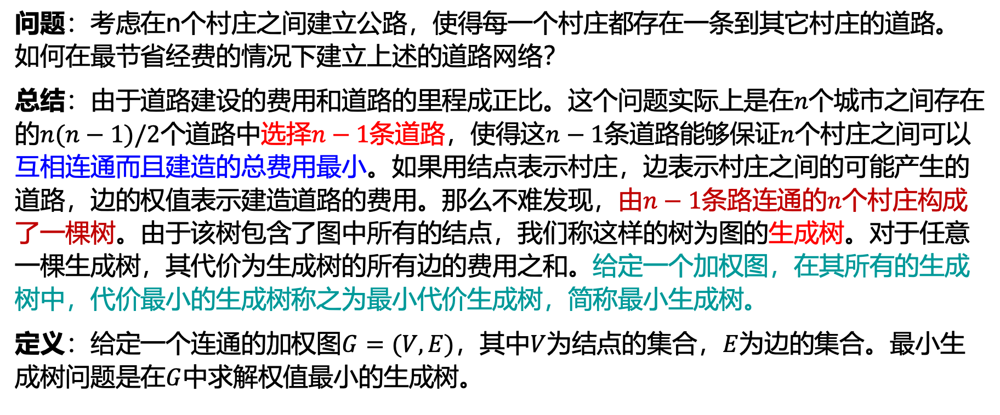 问题：考虑在n个村庄之间建立公路，使得每一个村庄都存在一条到其它村庄的道路。
如何在最节省经费的情况下建立上述的道路网络？
总结：由于道路建设的费用和道路的里程成正比。这个问题实际上是在n个城市之间存在
的n(n − 1)/2个道路中选择n − 1条道路，使得这n − 1条道路能够保证n个村庄之间可以
互相连通而且建造的总费用最小。如果用结点表示村庄，边表示村庄之间的可能产生的
道路，边的权值表示建造道路的费用。那么不难发现，由n − 1条路连通的n个村庄构成
了一棵树。由于该树包含了图中所有的结点，我们称这样的树为图的生成树。对于任意
一棵生成树，其代价为生成树的所有边的费用之和。给定一个加权图，在其所有的生成
树中，代价最小的生成树称之为最小代价生成树，简称最小生成树。
定义：给定一个连通的加权图G = (V, E)，其中V为结点的集合，E为边的集合。最小生
成树问题是在G中求解权值最小的生成树。